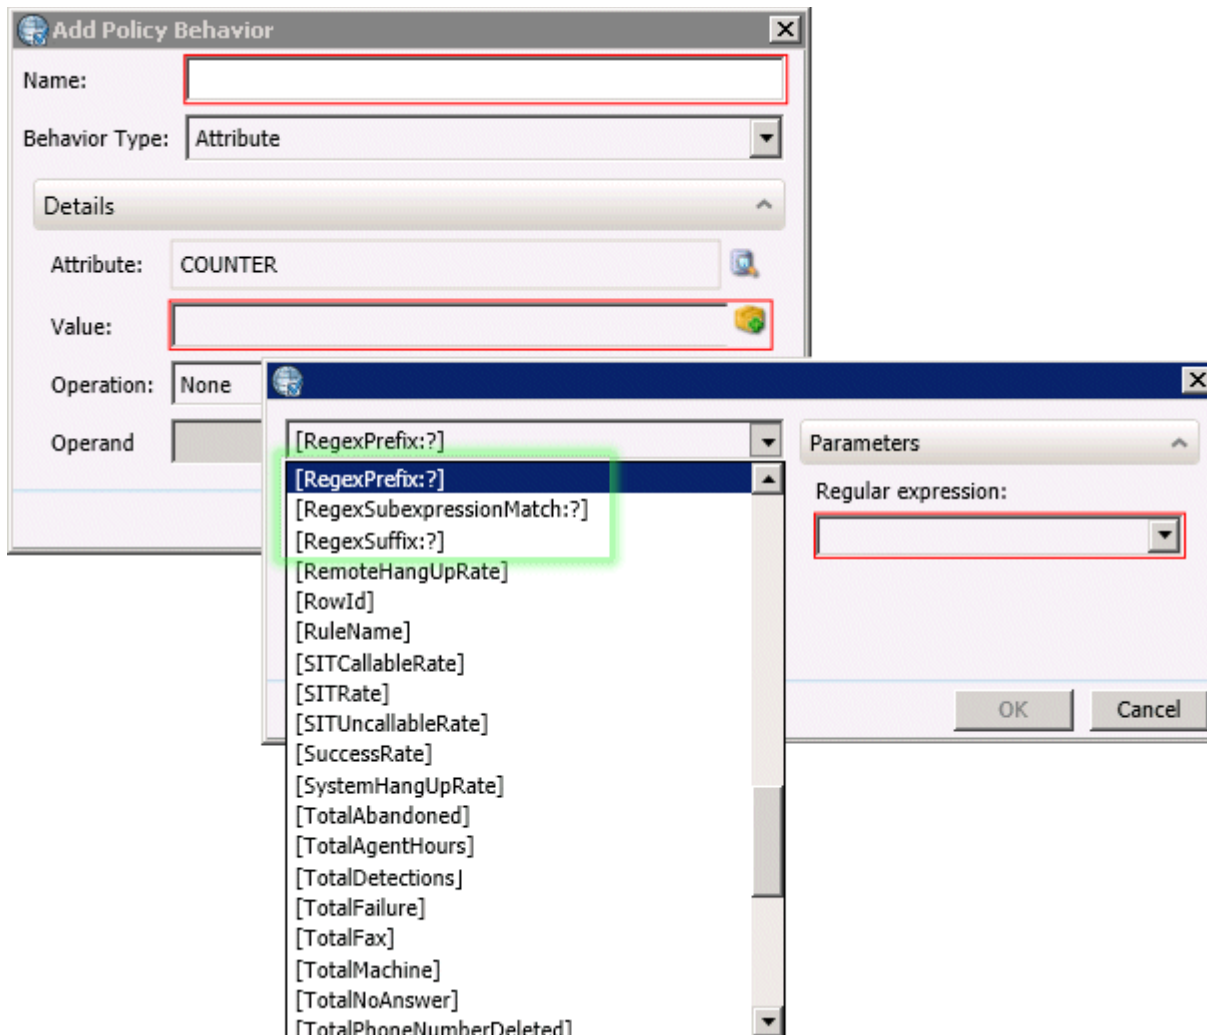 Add Policy Behavior
Name:
Behavior Type: Attribute
Details
Attribute: COUNTER
Value:
Operation: None
Operand
[RegexPrefix:?]
Parameters
Regular expression:
[RegexPrefix:?]
[RegexSubexpressionMatch:?]
[RegexSuffix:?]
[RemoteHangUpRate]
[RowId]
[RuleName]
[SITCallableRate]
[SITRate]
[SITUncallableRate]
[SuccessRate]
[SystemHangUpRate]
[TotalAbandoned]
[TotalAgentHours]
[TotalDetections]
[TotalFailure]
[TotalFax]
[TotalMachine]
[TotalNoAnswer]
[TotalPhoneNumberDeleted]
OK Cancel